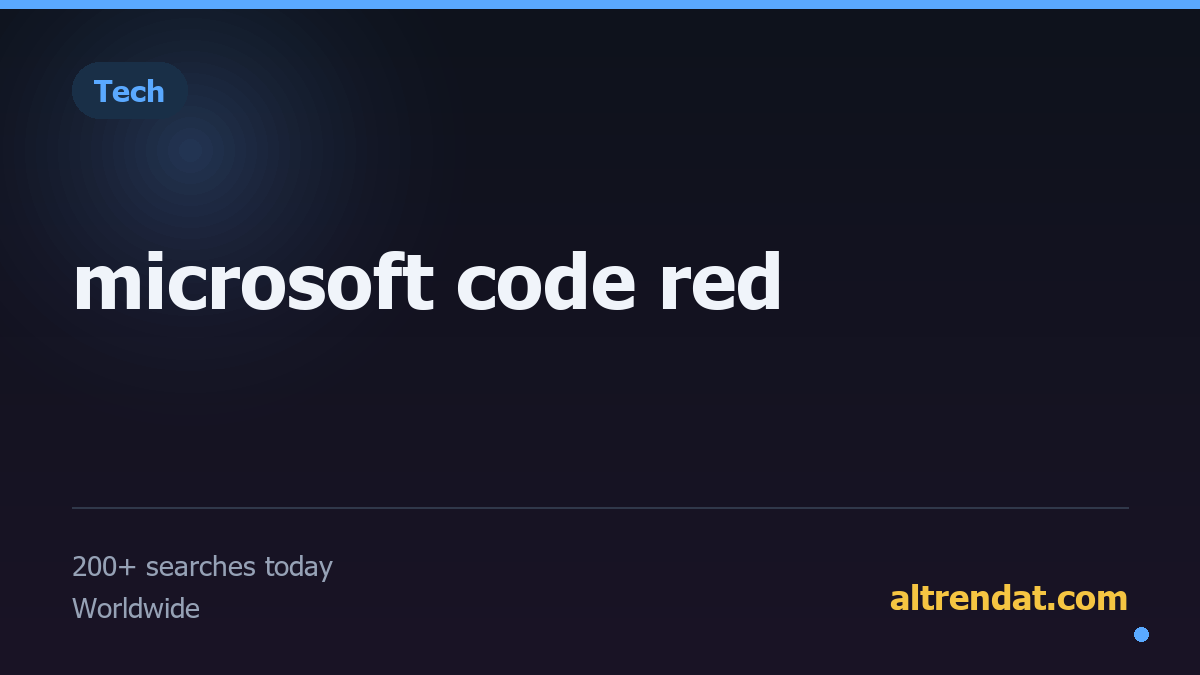 Tech
microsoft code red
200+ searches today
Worldwide
altrendat.com